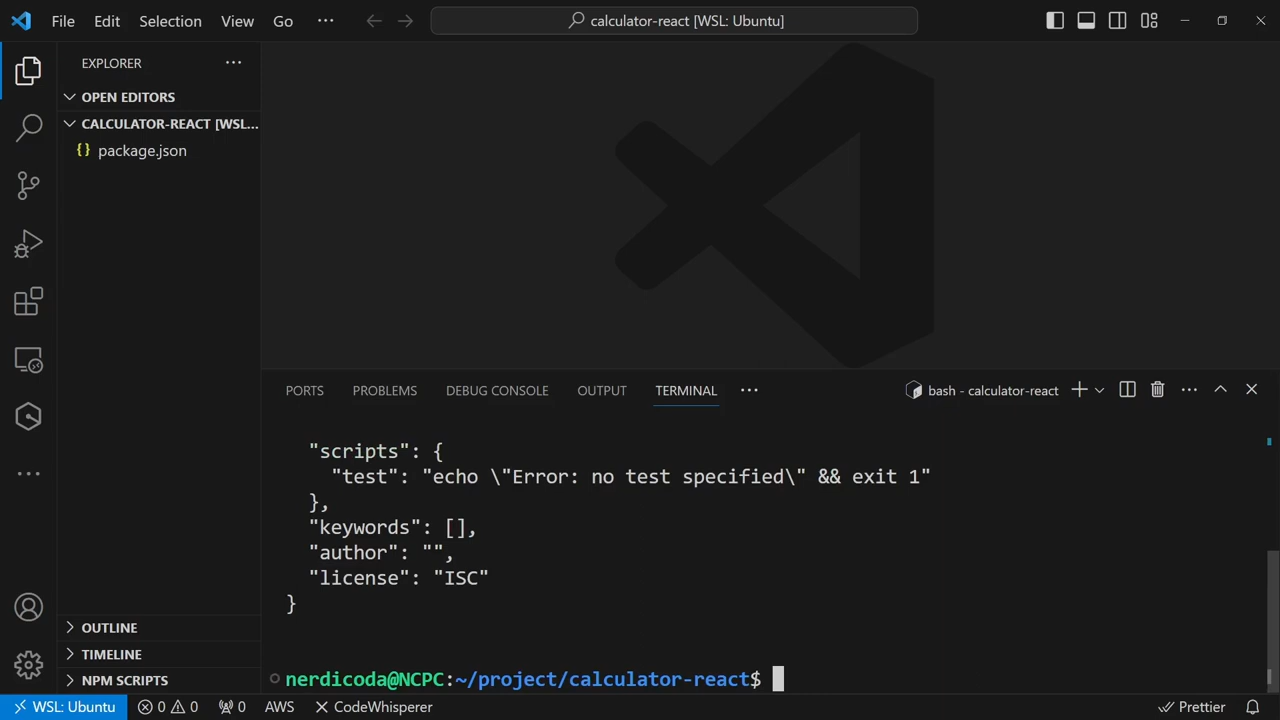 File Edit Selection View Go ··· calculator-react [WSL: Ubuntu]
EXPLORER ···
OPEN EDITORS
CALCULATOR-REACT [WSL...
{} package.json
PORTS PROBLEMS DEBUG CONSOLE OUTPUT TERMINAL ··· bash - calculator-react
"scripts": {
"test": "echo \"Error: no test specified\" && exit 1"
},
"keywords": [],
"author": "",
"license": "ISC"
}
OUTLINE
TIMELINE
NPM SCRIPTS
nerdicoda@NCPC:~/project/calculator-react$
WSL: Ubuntu 0 0 0 AWS CodeWhisperer Prettier